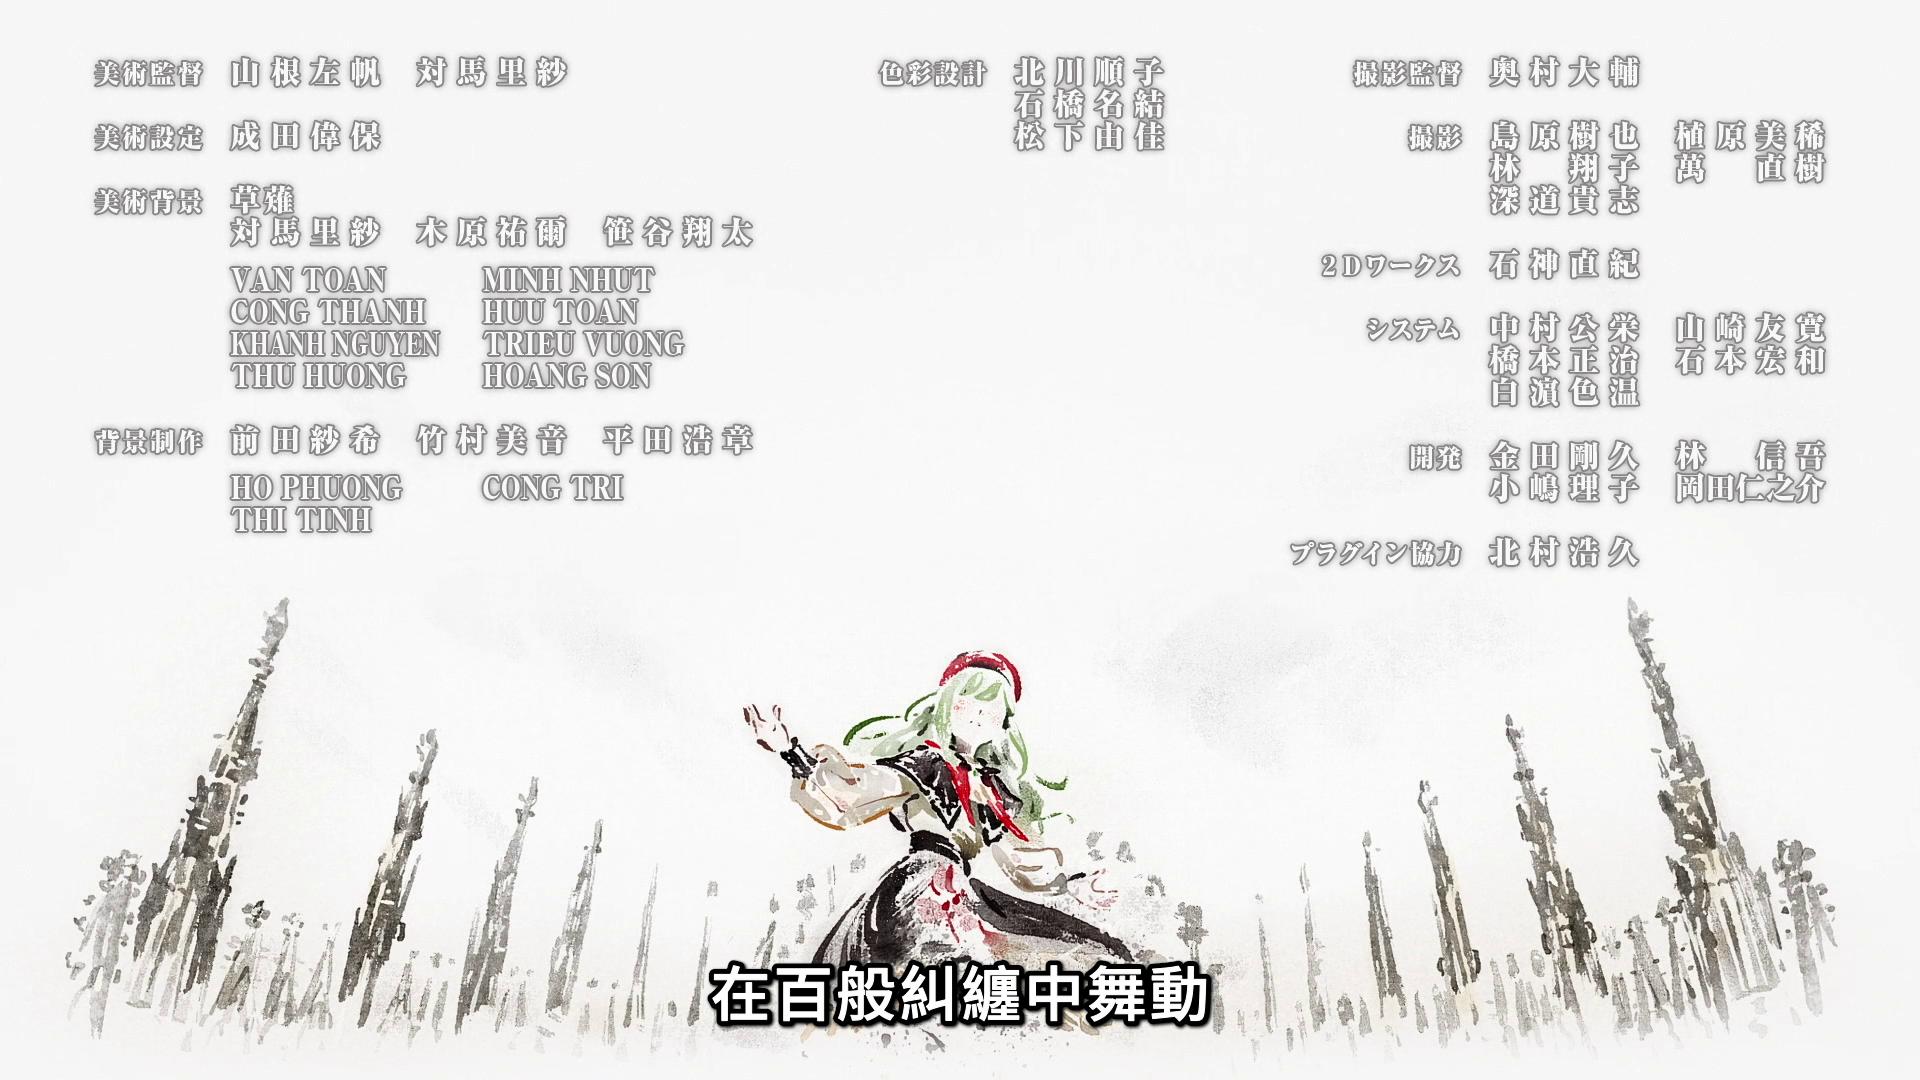 美術監督 山根左帆 対馬里紗
美術設定 成田偉保
美術背景 草薙
対馬里紗 木原祐爾 笹谷翔太
VAN TOAN MINH NHUT
CONG THANH HUU TOAN
KHANH NGUYEN TRIEU VUONG
THU HUONG HOANG SON
背景制作 前田紗希 竹村美音 平田浩章
HO PHUONG CONG TRI
THI TINH
色彩設計 北川順子
石橋名結
松下由佳
撮影監督 奥村大輔
撮影 島原樹也 植原美稀
林 翔子 萬 直樹
深道貴志
2Dワークス 石神直紀
システム 中村公栄 山崎友寛
橋本正治 石本宏和
白濵色温
開発 金田剛久 林 信吾
小嶋理子 岡田仁之介
プラグイン協力 北村浩久
在百般糾纏中舞動